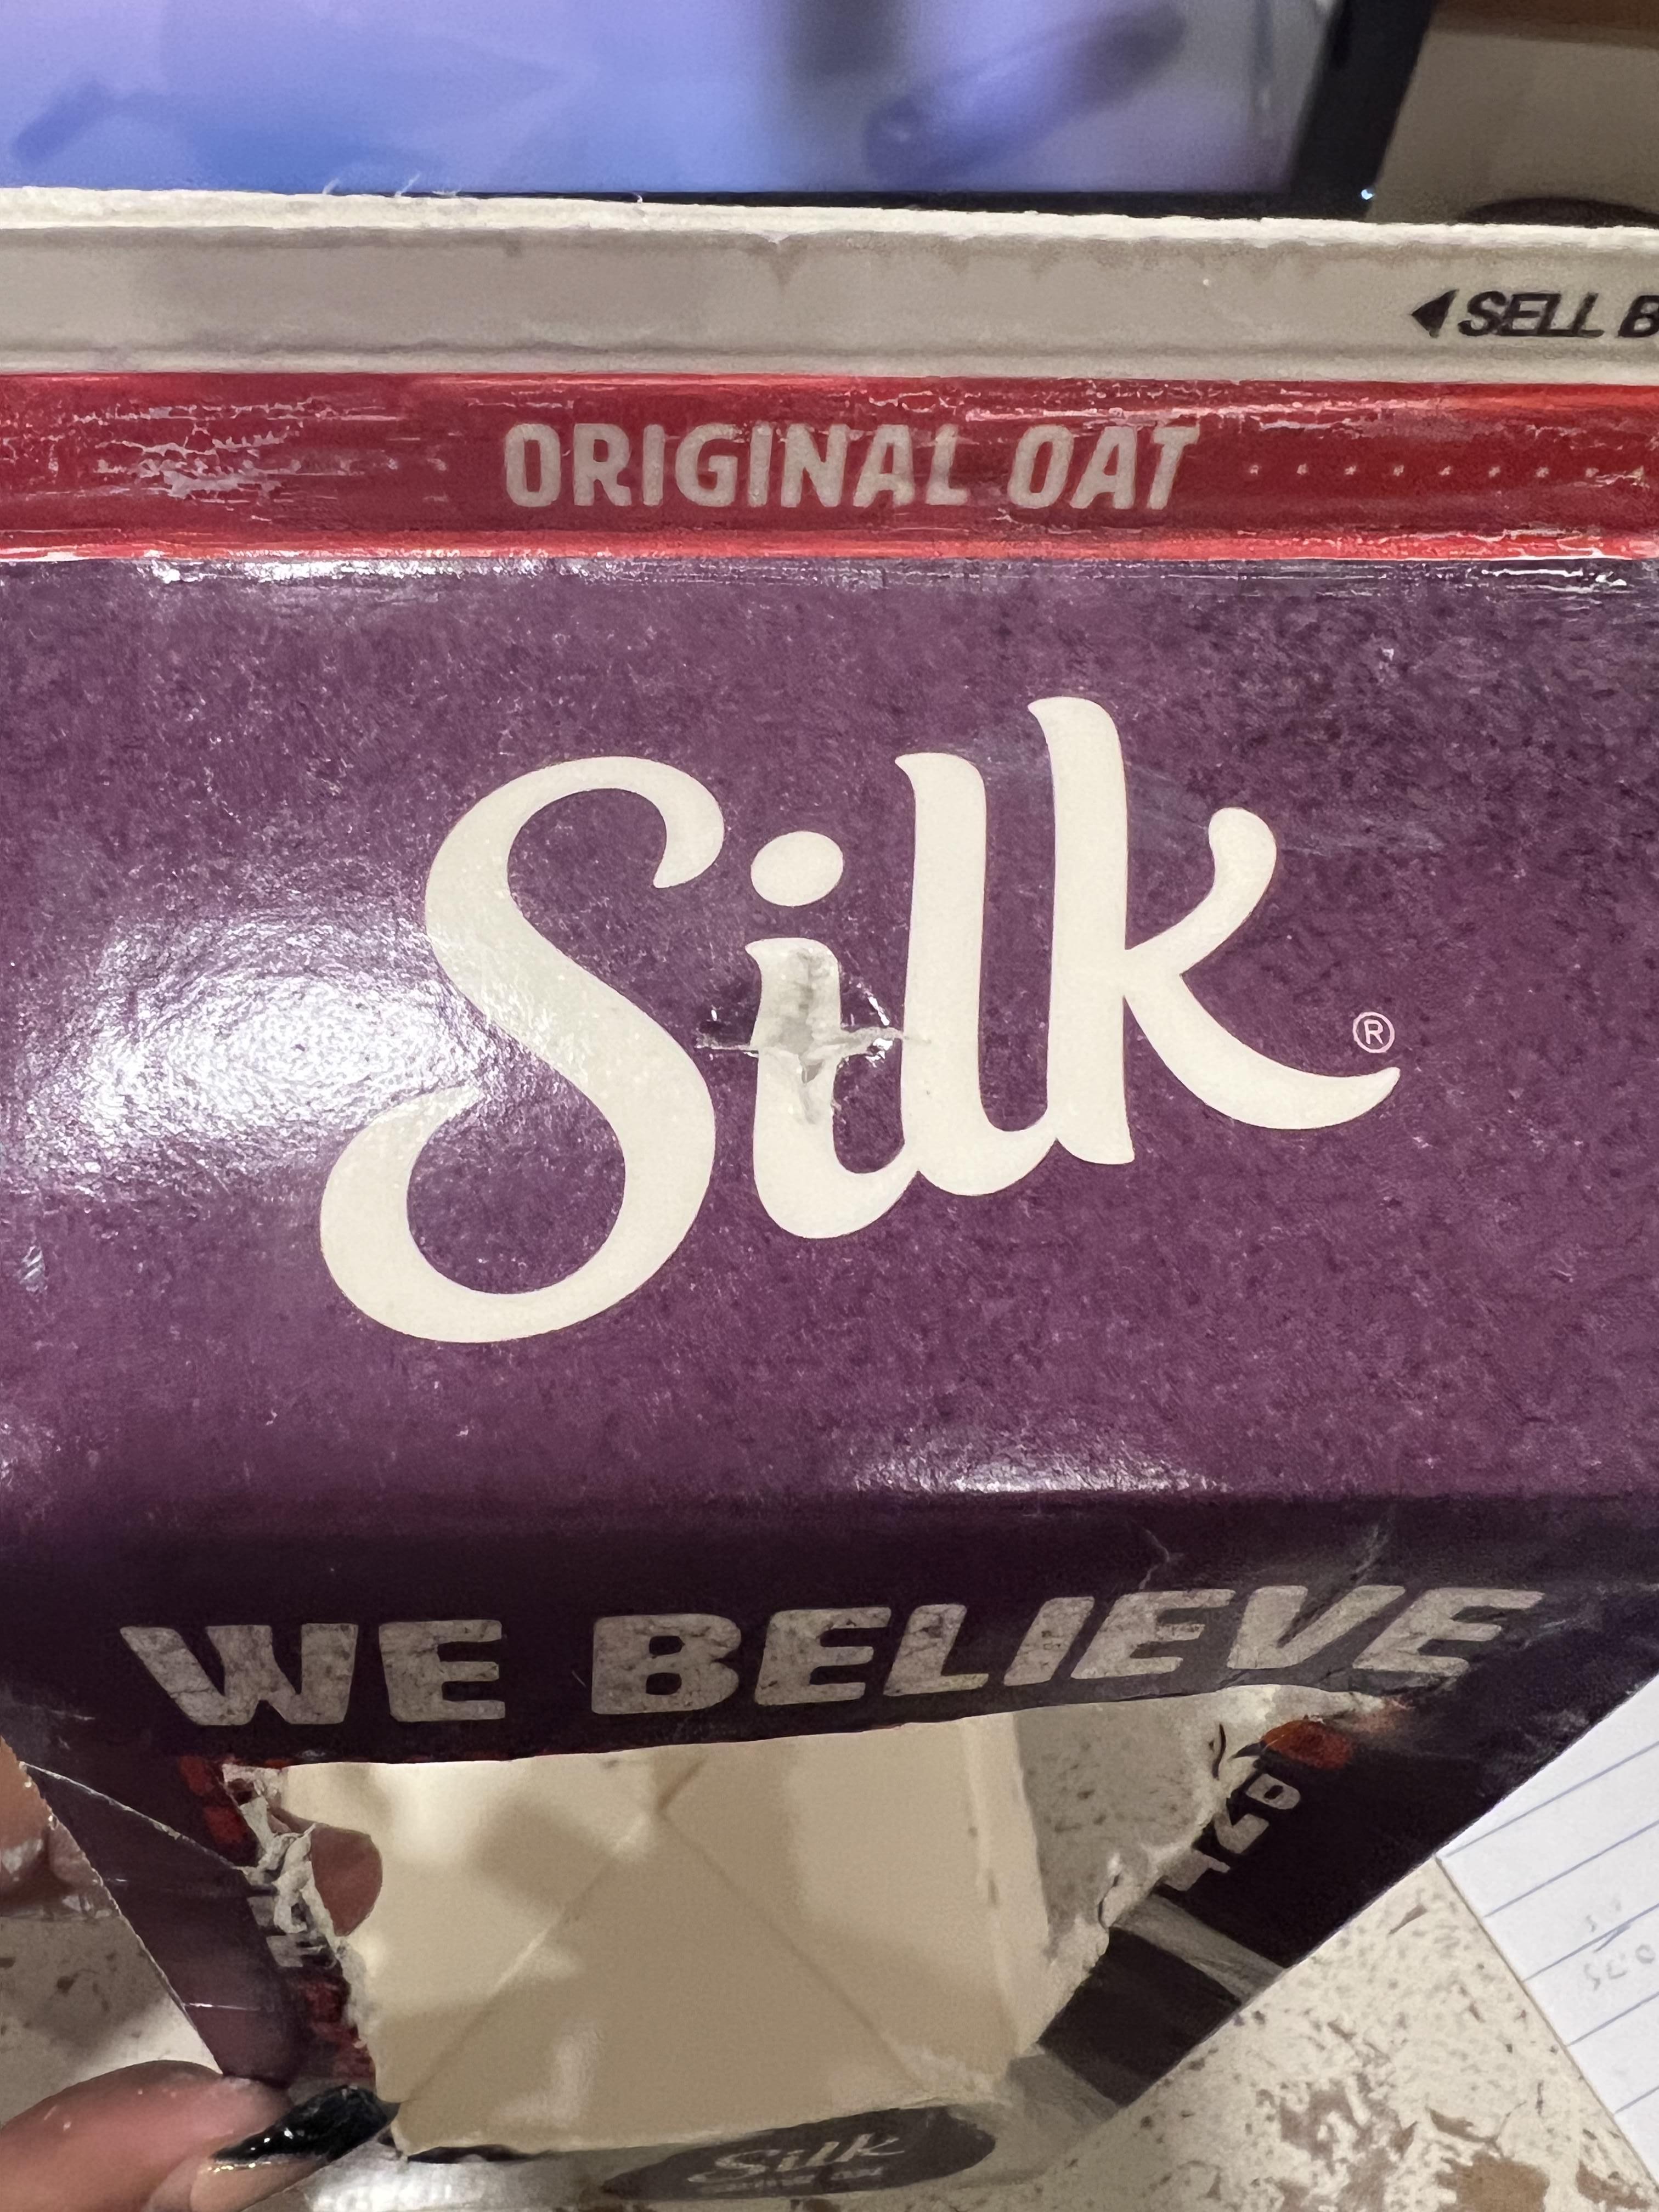 ◀SELL B
ORIGINAL OAT
Silk®
WE BELIEVE
Silk